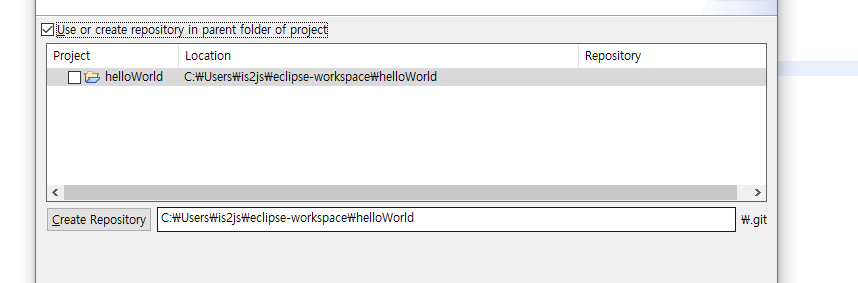 Use or create repository in parent folder of project
Project Location Repository
helloWorld C:₩Users₩is2js₩eclipse-workspace₩helloWorld
Create Repository C:₩Users₩is2js₩eclipse-workspace₩helloWorld ₩.git